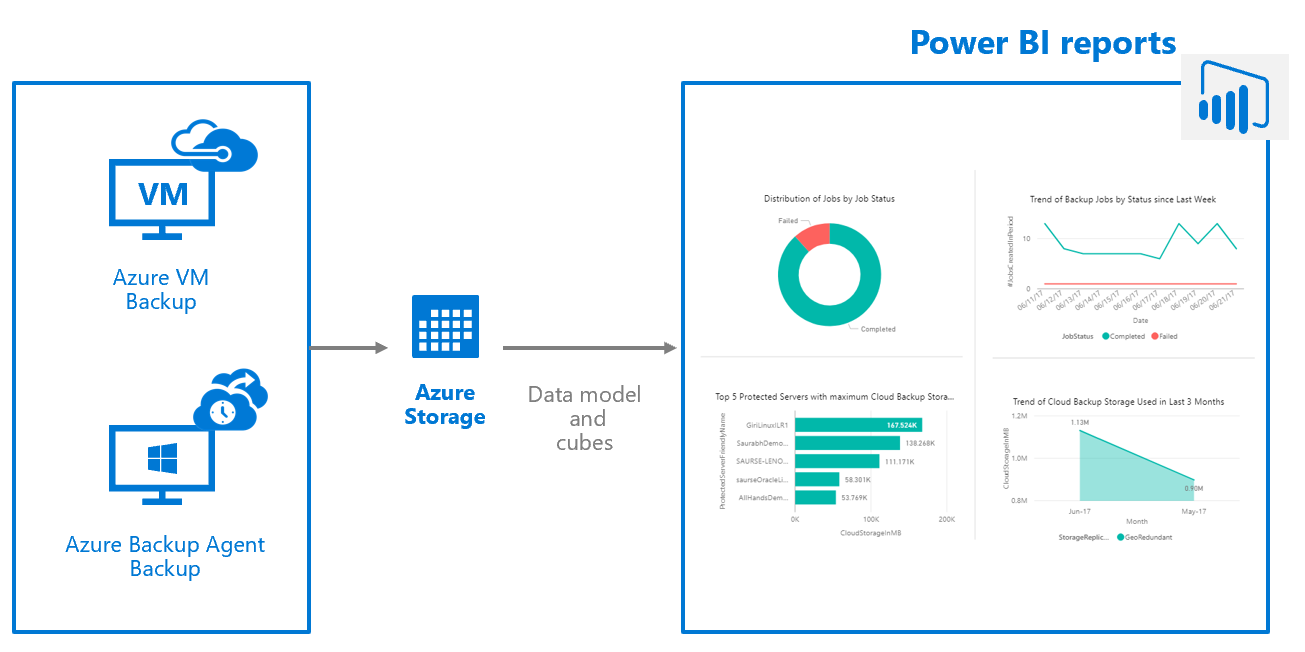 Power BI reports
VM
Azure VM
Backup
Azure Backup Agent
Backup
Azure
Storage
Data model
and
cubes
Distribution of Jobs by Job Status
Failed
Completed
Trend of Backup Jobs by Status since Last Week
#JobsCreatedInPeriod
10
0
06/11/17
06/12/17
06/13/17
06/14/17
06/15/17
06/16/17
06/17/17
06/18/17
06/19/17
06/20/17
06/21/17
Date
JobStatus Completed Failed
Top 5 Protected Servers with maximum Cloud Backup Stora...
ProtectedServerFriendlyName
GiriLinuxILR1 167.524K
SaurabhDemo... 138.268K
SAURSE-LENO... 111.171K
saurseOracleLi... 58.301K
AllHandsDem... 53.769K
0K 100K 200K
CloudStorageInMB
Trend of Cloud Backup Storage Used in Last 3 Months
CloudStorageInMB
1.2M
1.13M
1.0M
0.90M
0.8M
Jun-17 May-17
Month
StorageReplic... GeoRedundant